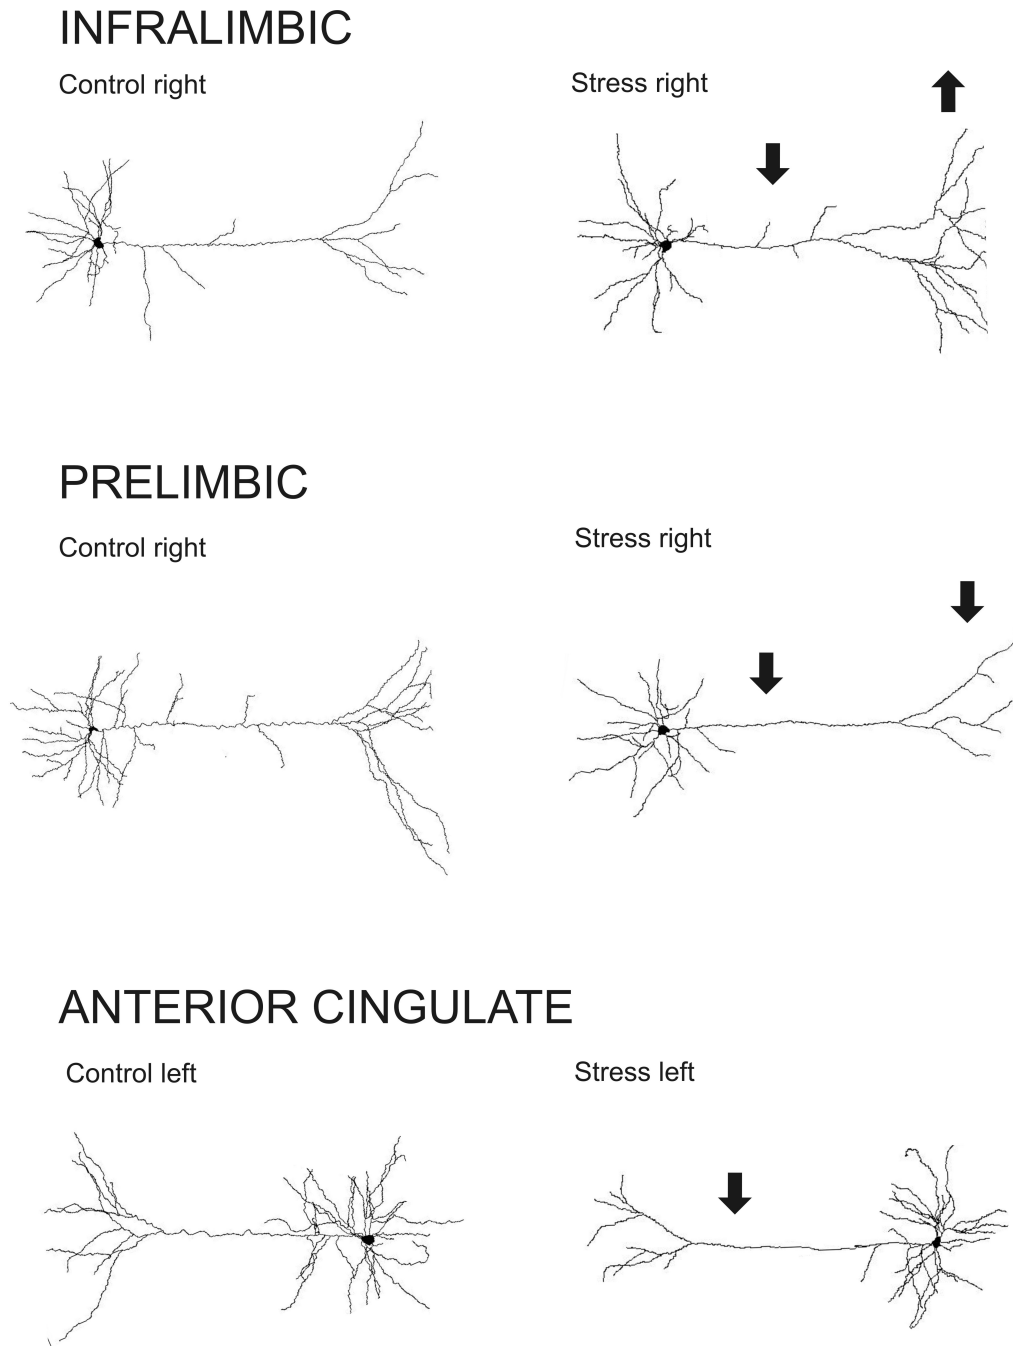 INFRALIMBIC
Control right
Stress right
PRELIMBIC
Control right
Stress right
ANTERIOR CINGULATE
Control left
Stress left